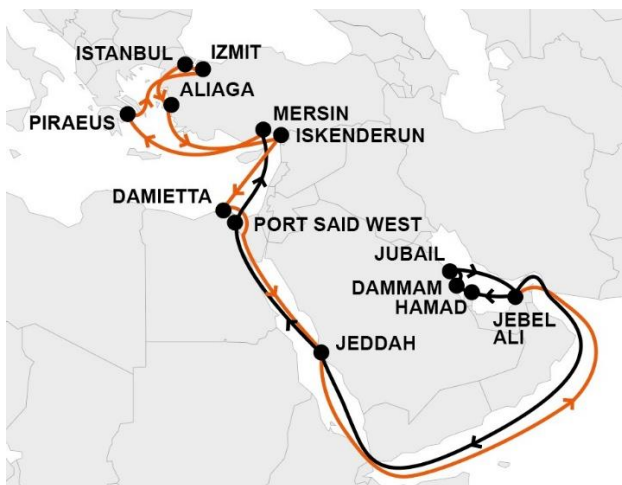 ISTANBUL
IZMIT
ALIAGA
PIRAEUS
MERSIN
ISKENDERUN
DAMIETTA
PORT SAID WEST
JUBAIL
DAMMAM
HAMAD
JEBEL
ALI
JEDDAH